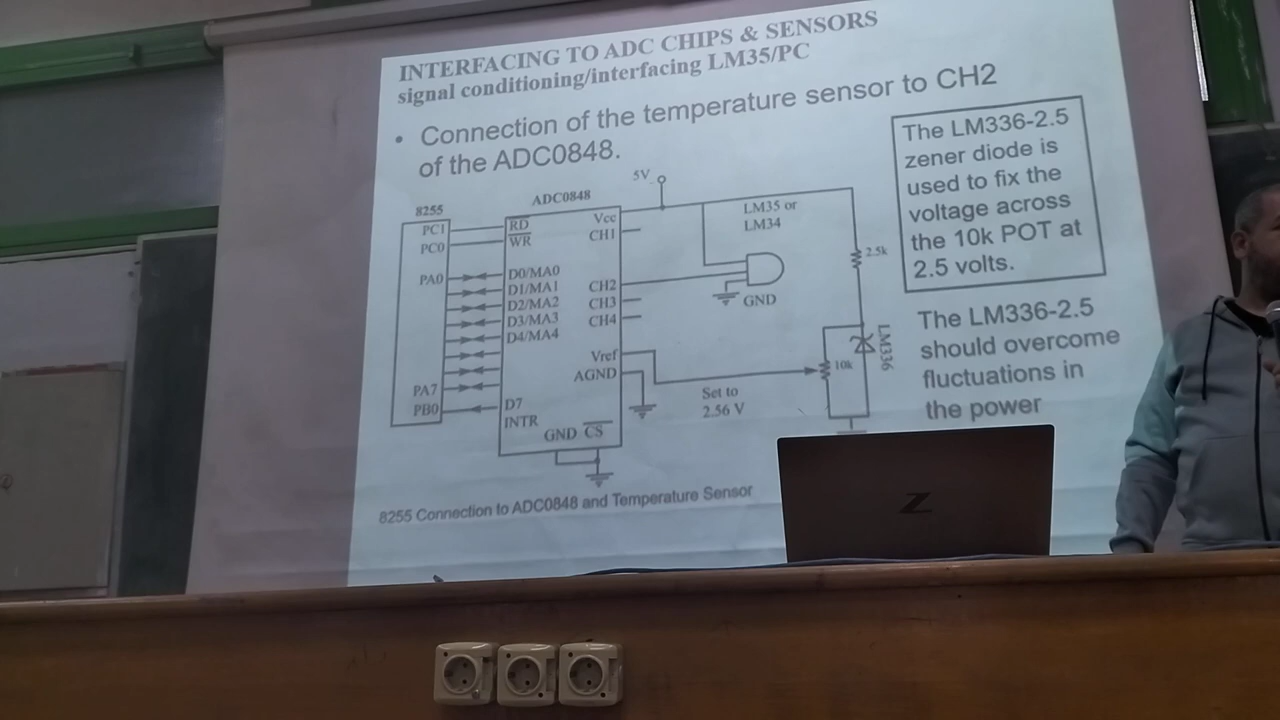 INTERFACING TO ADC CHIPS & SENSORS
signal conditioning/interfacing LM35/PC
• Connection of the temperature sensor to CH2
of the ADC0848.
The LM336-2.5
zener diode is
used to fix the
voltage across
the 10k POT at
2.5 volts.
The LM336-2.5
should overcome
fluctuations in
the power
5V
8255
PC1
PC0
PA0
PA7
PB0
ADC0848
RD
WR
D0/MA0
D1/MA1
D2/MA2
D3/MA3
D4/MA4
D7
INTR
Vcc
CH1
CH2
CH3
CH4
Vref
AGND
GND CS
LM35 or
LM34
GND
2.5k
10k
LM336
Set to
2.56 V
8255 Connection to ADC0848 and Temperature Sensor
Z